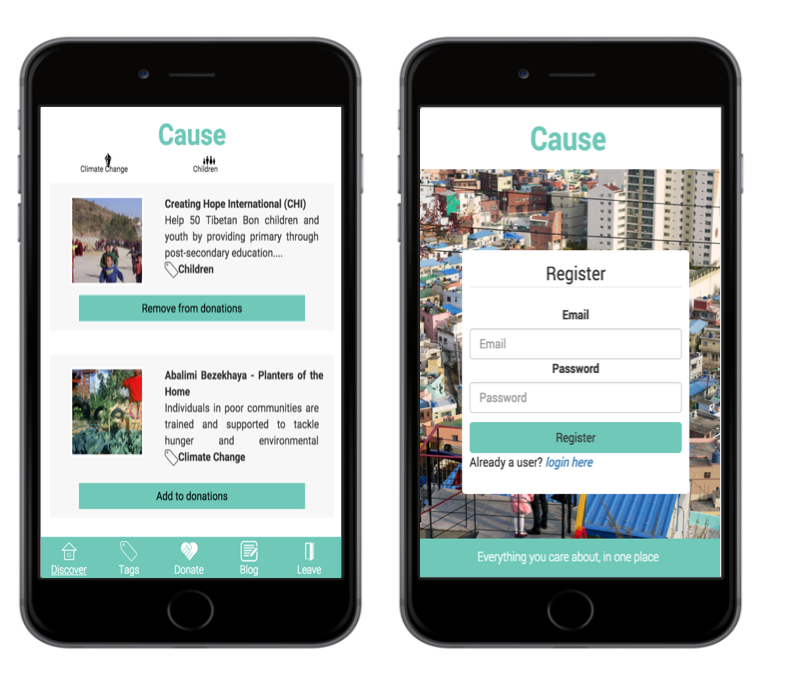 Cause
Climate Change
Children
Creating Hope International (CHI)
Help 50 Tibetan Bon children and
youth by providing primary through
post-secondary education....
Children
Remove from donations
Abalimi Bezekhaya - Planters of the
Home
Individuals in poor communities are
trained and supported to tackle
hunger and environmental
Climate Change
Add to donations
Discover
Tags
Donate
Blog
Leave
Cause
Register
Email
Email
Password
Password
Register
Already a user? login here
Everything you care about, in one place